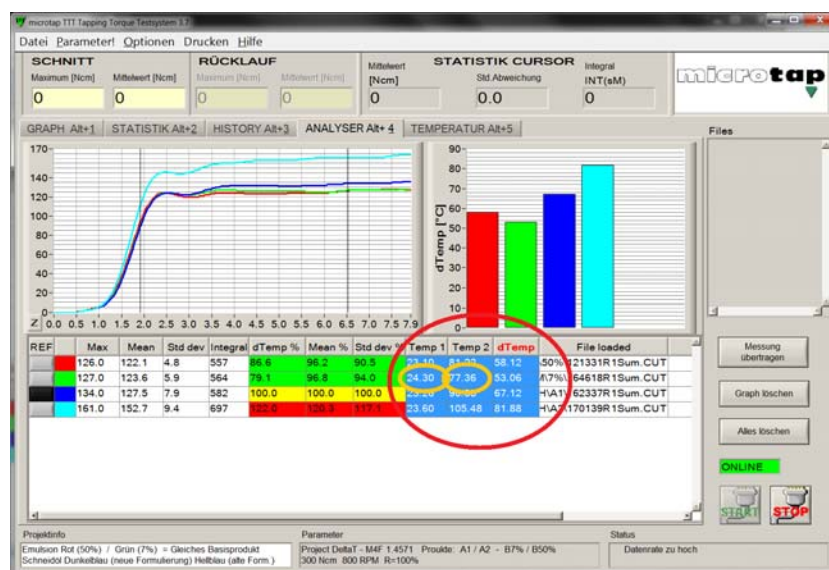 microtap TTT Tapping Torque Testsystem 3.7
Datei Parameter! Optionen Drucken Hilfe
SCHNITT
Maximum [Ncm] Mittelwert [Ncm]
0 0
RÜCKLAUF
Maximum [Ncm] Mittelwert [Ncm]
0 0
STATISTIK CURSOR
Mittelwert [Ncm] Std.Abweichung Integral INT(sM)
0 0.0 0
microtap
GRAPH Alt+1 STATISTIK Alt+2 HISTORY Alt+3 ANALYSER Alt+ 4 TEMPERATUR Alt+5
Files
170
140
120
100
80
60
40
20
0
Z 0.0 0.5 1.0 1.5 2.0 2.5 3.0 3.5 4.0 4.5 5.0 5.5 6.0 6.5 7.0 7.5 7.9
dTemp [°C]
90
80
70
60
50
40
30
20
10
0
REF Max Mean Std dev Integral dTemp % Mean % Std dev % Temp 1 Temp 2 dTemp File loaded
126.0 122.1 4.8 557 86.6 96.2 90.5 58.12 \50%\121331R1Sum.CUT
127.0 123.6 5.9 564 79.1 96.8 94.0 24.30 77.36 53.06 64618R1Sum.CUT
134.0 127.5 7.9 582 100.0 100.0 100.0 67.12 62337R1Sum.CUT
161.0 152.7 9.4 697 122.0 120.3 117.1 23.60 105.48 81.88 170139R1Sum.CUT
Messung übertragen
Graph löschen
Alles löschen
ONLINE
START STOP
Projektinfo
Emulsion Rot (50%) / Grün (7%) = Gleiches Basisprodukt
Schneidöl Dunkelblau (neue Formulierung) Hellblau (alte Form.)
Parameter
Project DeltaT - M4F 1.4571 Proukte: A1 / A2 - B7% / B50%
300 Ncm 800 RPM R=100%
Status
Datenrate zu hoch